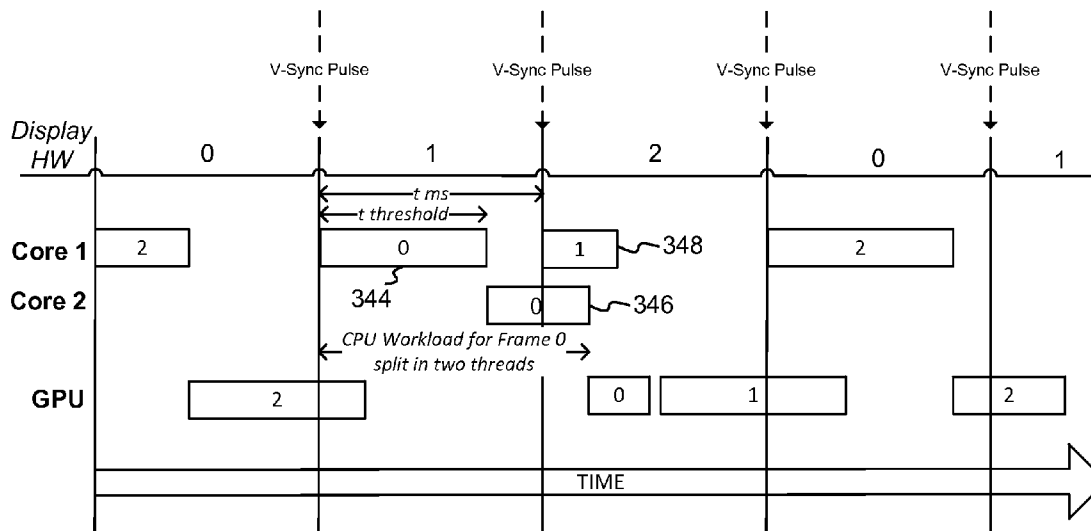 V-Sync Pulse V-Sync Pulse V-Sync Pulse V-Sync Pulse
Display
HW
0 1 2 0 1
t ms
t threshold
Core 1 2 0 1 348 2
344
Core 2 0 346
CPU Workload for Frame 0
split in two threads
GPU 2 0 1 2
TIME